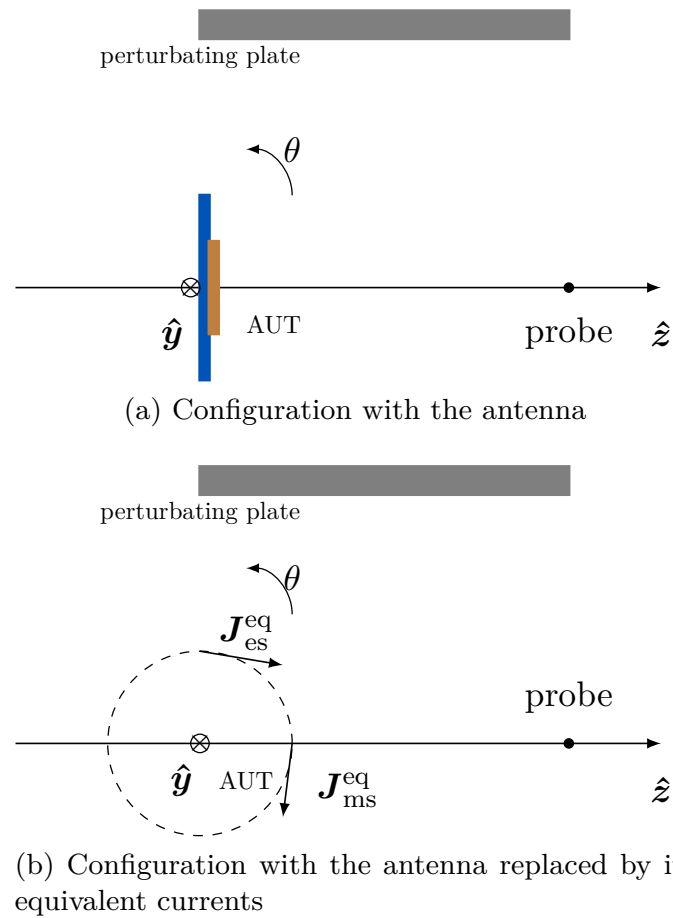 perturbating plate
θ
ŷ
AUT
probe
ẑ
(a) Configuration with the antenna
perturbating plate
θ
J_es^eq
probe
ŷ
AUT
J_ms^eq
ẑ
(b) Configuration with the antenna replaced by i
equivalent currents